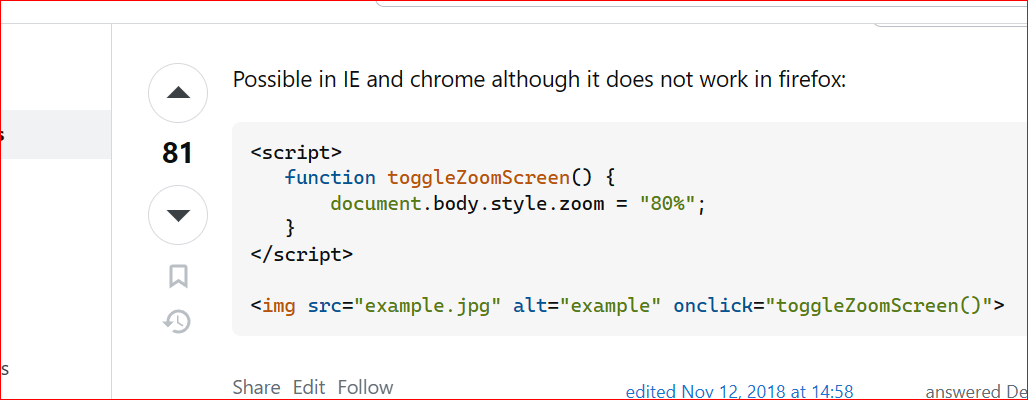 Possible in IE and chrome although it does not work in firefox:
81
<script>
   function toggleZoomScreen() {
       document.body.style.zoom = "80%";
   }
</script>

<img src="example.jpg" alt="example" onclick="toggleZoomScreen()">
s
Share Edit Follow
edited Nov 12, 2018 at 14:58
answered